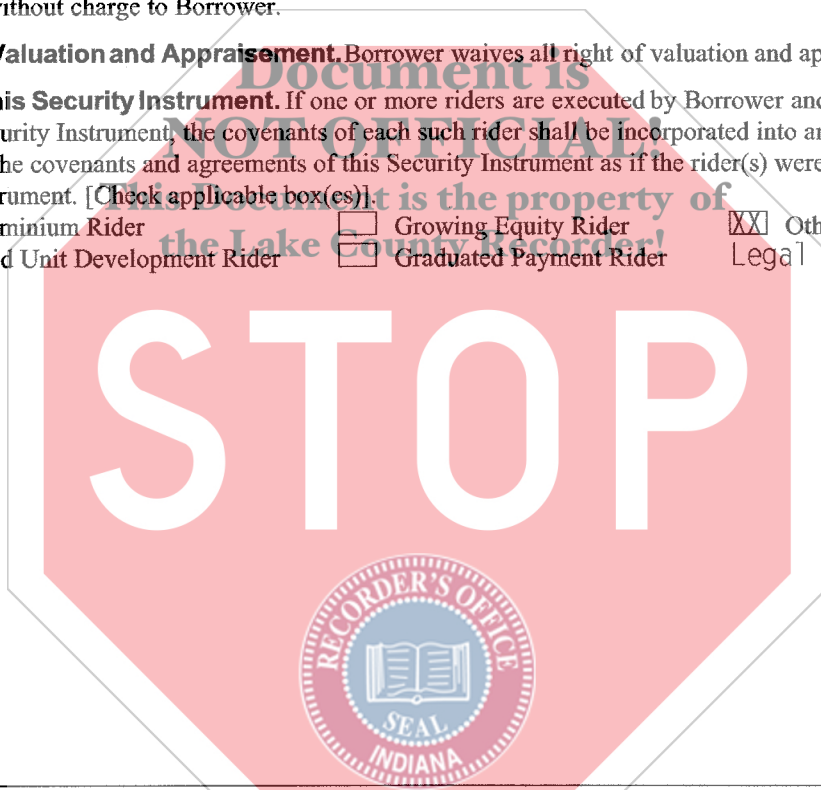 without charge to Borrower.
Valuation and Appraisement. Borrower waives all right of valuation and ap
Document is
his Security Instrument. If one or more riders are executed by Borrower and
urity Instrument, the covenants of each such rider shall be incorporated into an
NOT OFFICIAL!
he covenants and agreements of this Security Instrument as if the rider(s) were
rument. [Check applicable box(es)].
This Document is the property of
minium Rider Growing Equity Rider XX Oth
the Lake County Recorder!
d Unit Development Rider Graduated Payment Rider Legal
STOP
RECORDER'S OFFICE
SEAL
INDIANA